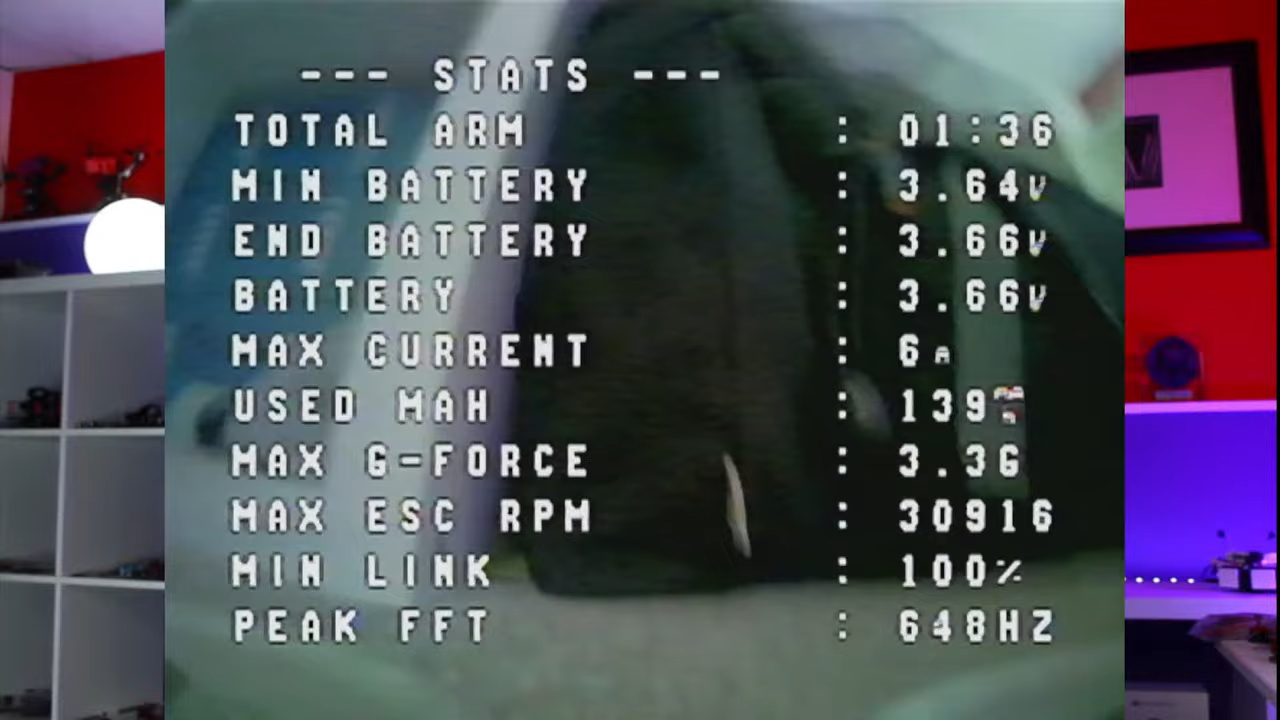 --- STATS ---
TOTAL ARM : 01:36
MIN BATTERY : 3.64V
END BATTERY : 3.66V
BATTERY : 3.66V
MAX CURRENT : 6A
USED MAH : 139
MAX G-FORCE : 3.36
MAX ESC RPM : 30916
MIN LINK : 100%
PEAK FFT : 648HZ